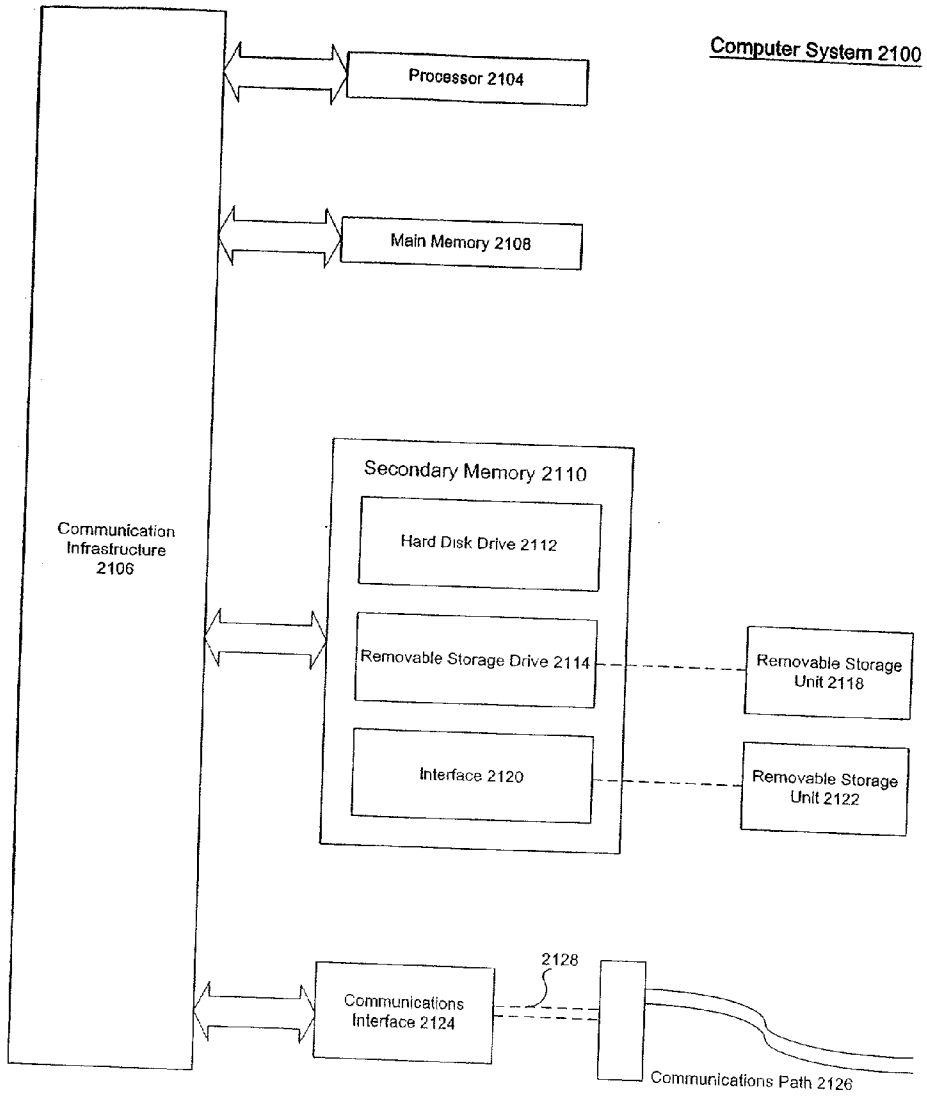 Computer System 2100
Processor 2104
Main Memory 2108
Secondary Memory 2110
Hard Disk Drive 2112
Communication
Infrastructure
2106
Removable Storage Drive 2114
Removable Storage
Unit 2118
Interface 2120
Removable Storage
Unit 2122
2128
Communications
Interface 2124
Communications Path 2126